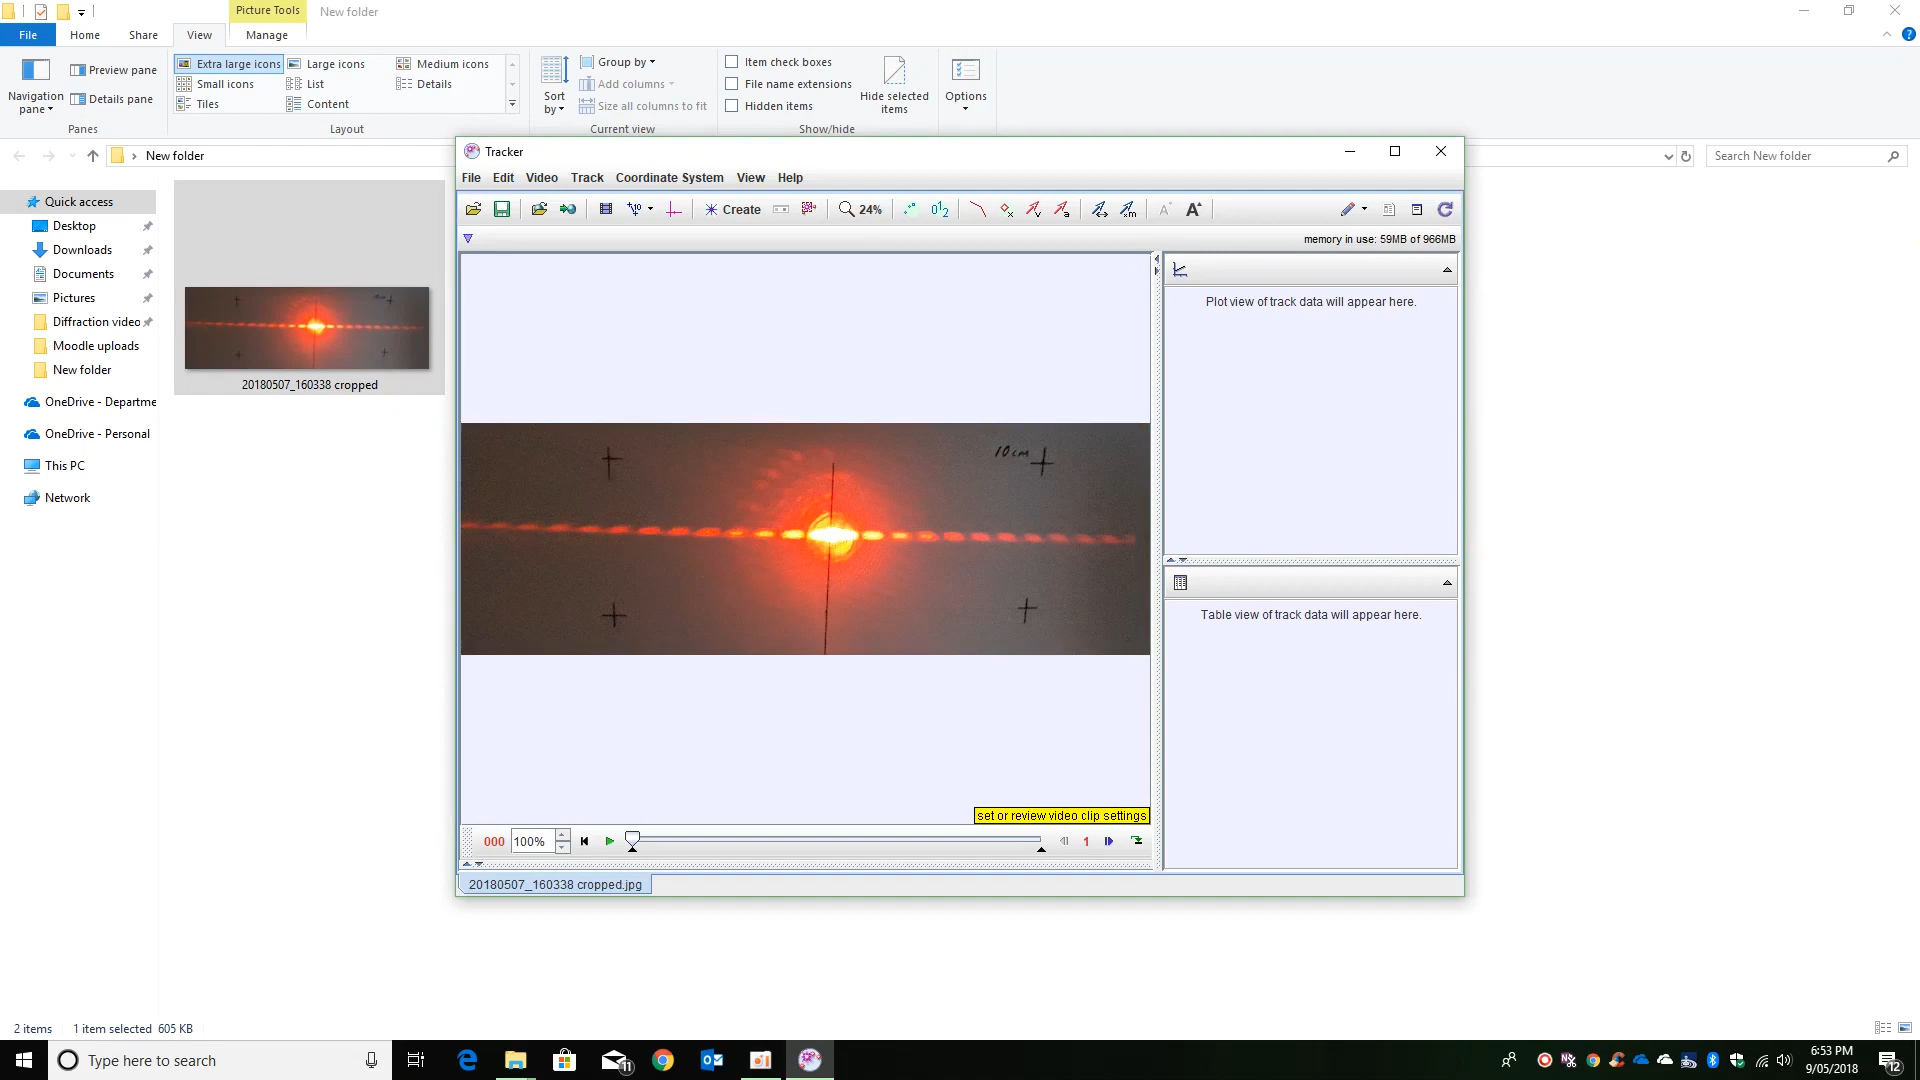 Picture Tools New folder
File Home Share View Manage
Navigation pane
Preview pane
Details pane
Panes
Extra large icons Large icons Medium icons
Small icons List Details
Tiles Content
Layout
Sort by
Group by
Add columns
Size all columns to fit
Current view
Item check boxes
File name extensions
Hidden items
Hide selected items
Show/hide
Options
New folder
Search New folder
Quick access
Desktop
Downloads
Documents
Pictures
Diffraction video
Moodle uploads
New folder
OneDrive - Departme
OneDrive - Personal
This PC
Network
20180507_160338 cropped
Tracker
File Edit Video Track Coordinate System View Help
Create 24%
memory in use: 59MB of 966MB
10cm
Plot view of track data will appear here.
Table view of track data will appear here.
set or review video clip settings
000 100% 1
20180507_160338 cropped.jpg
2 items 1 item selected 605 KB
Type here to search
11
6:53 PM
9/05/2018
12